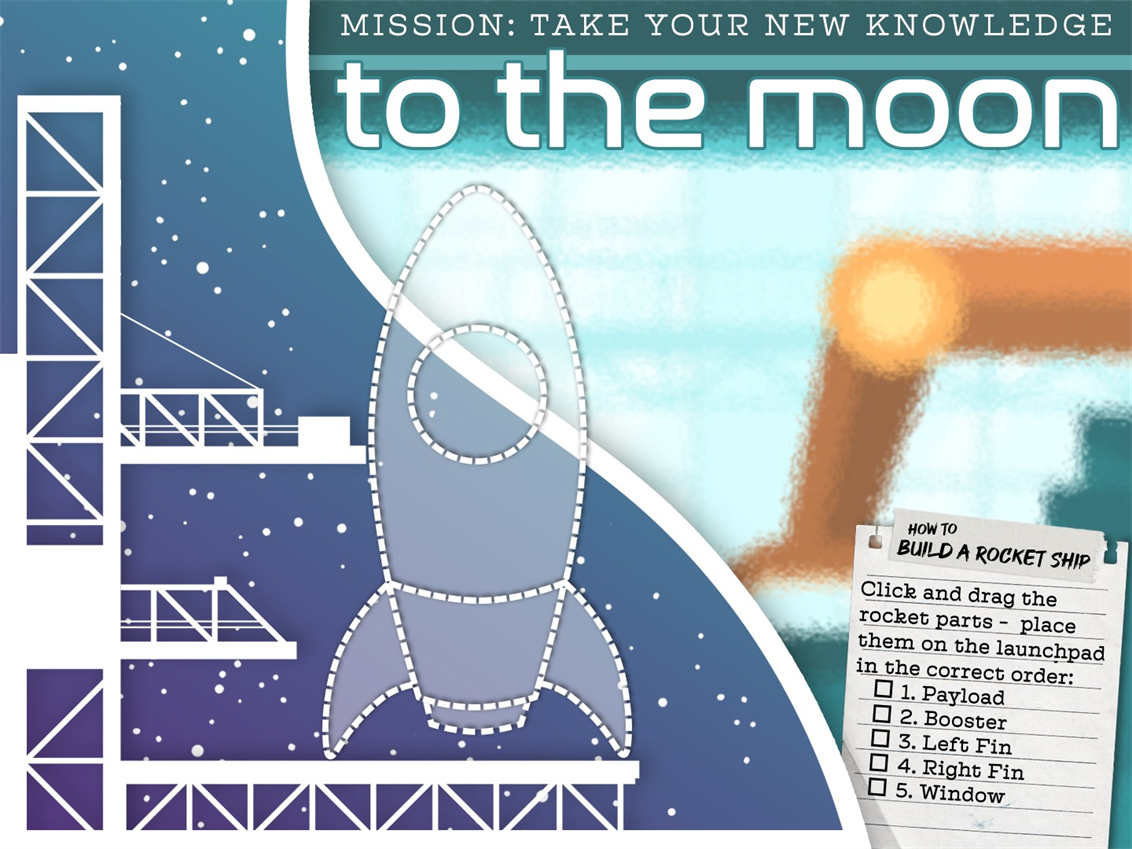 MISSION: TAKE YOUR NEW KNOWLEDGE
to the moon
HOW TO
BUILD A ROCKET SHIP
Click and drag the
rocket parts - place
them on the launchpad
in the correct order:
1. Payload
2. Booster
3. Left Fin
4. Right Fin
5. Window